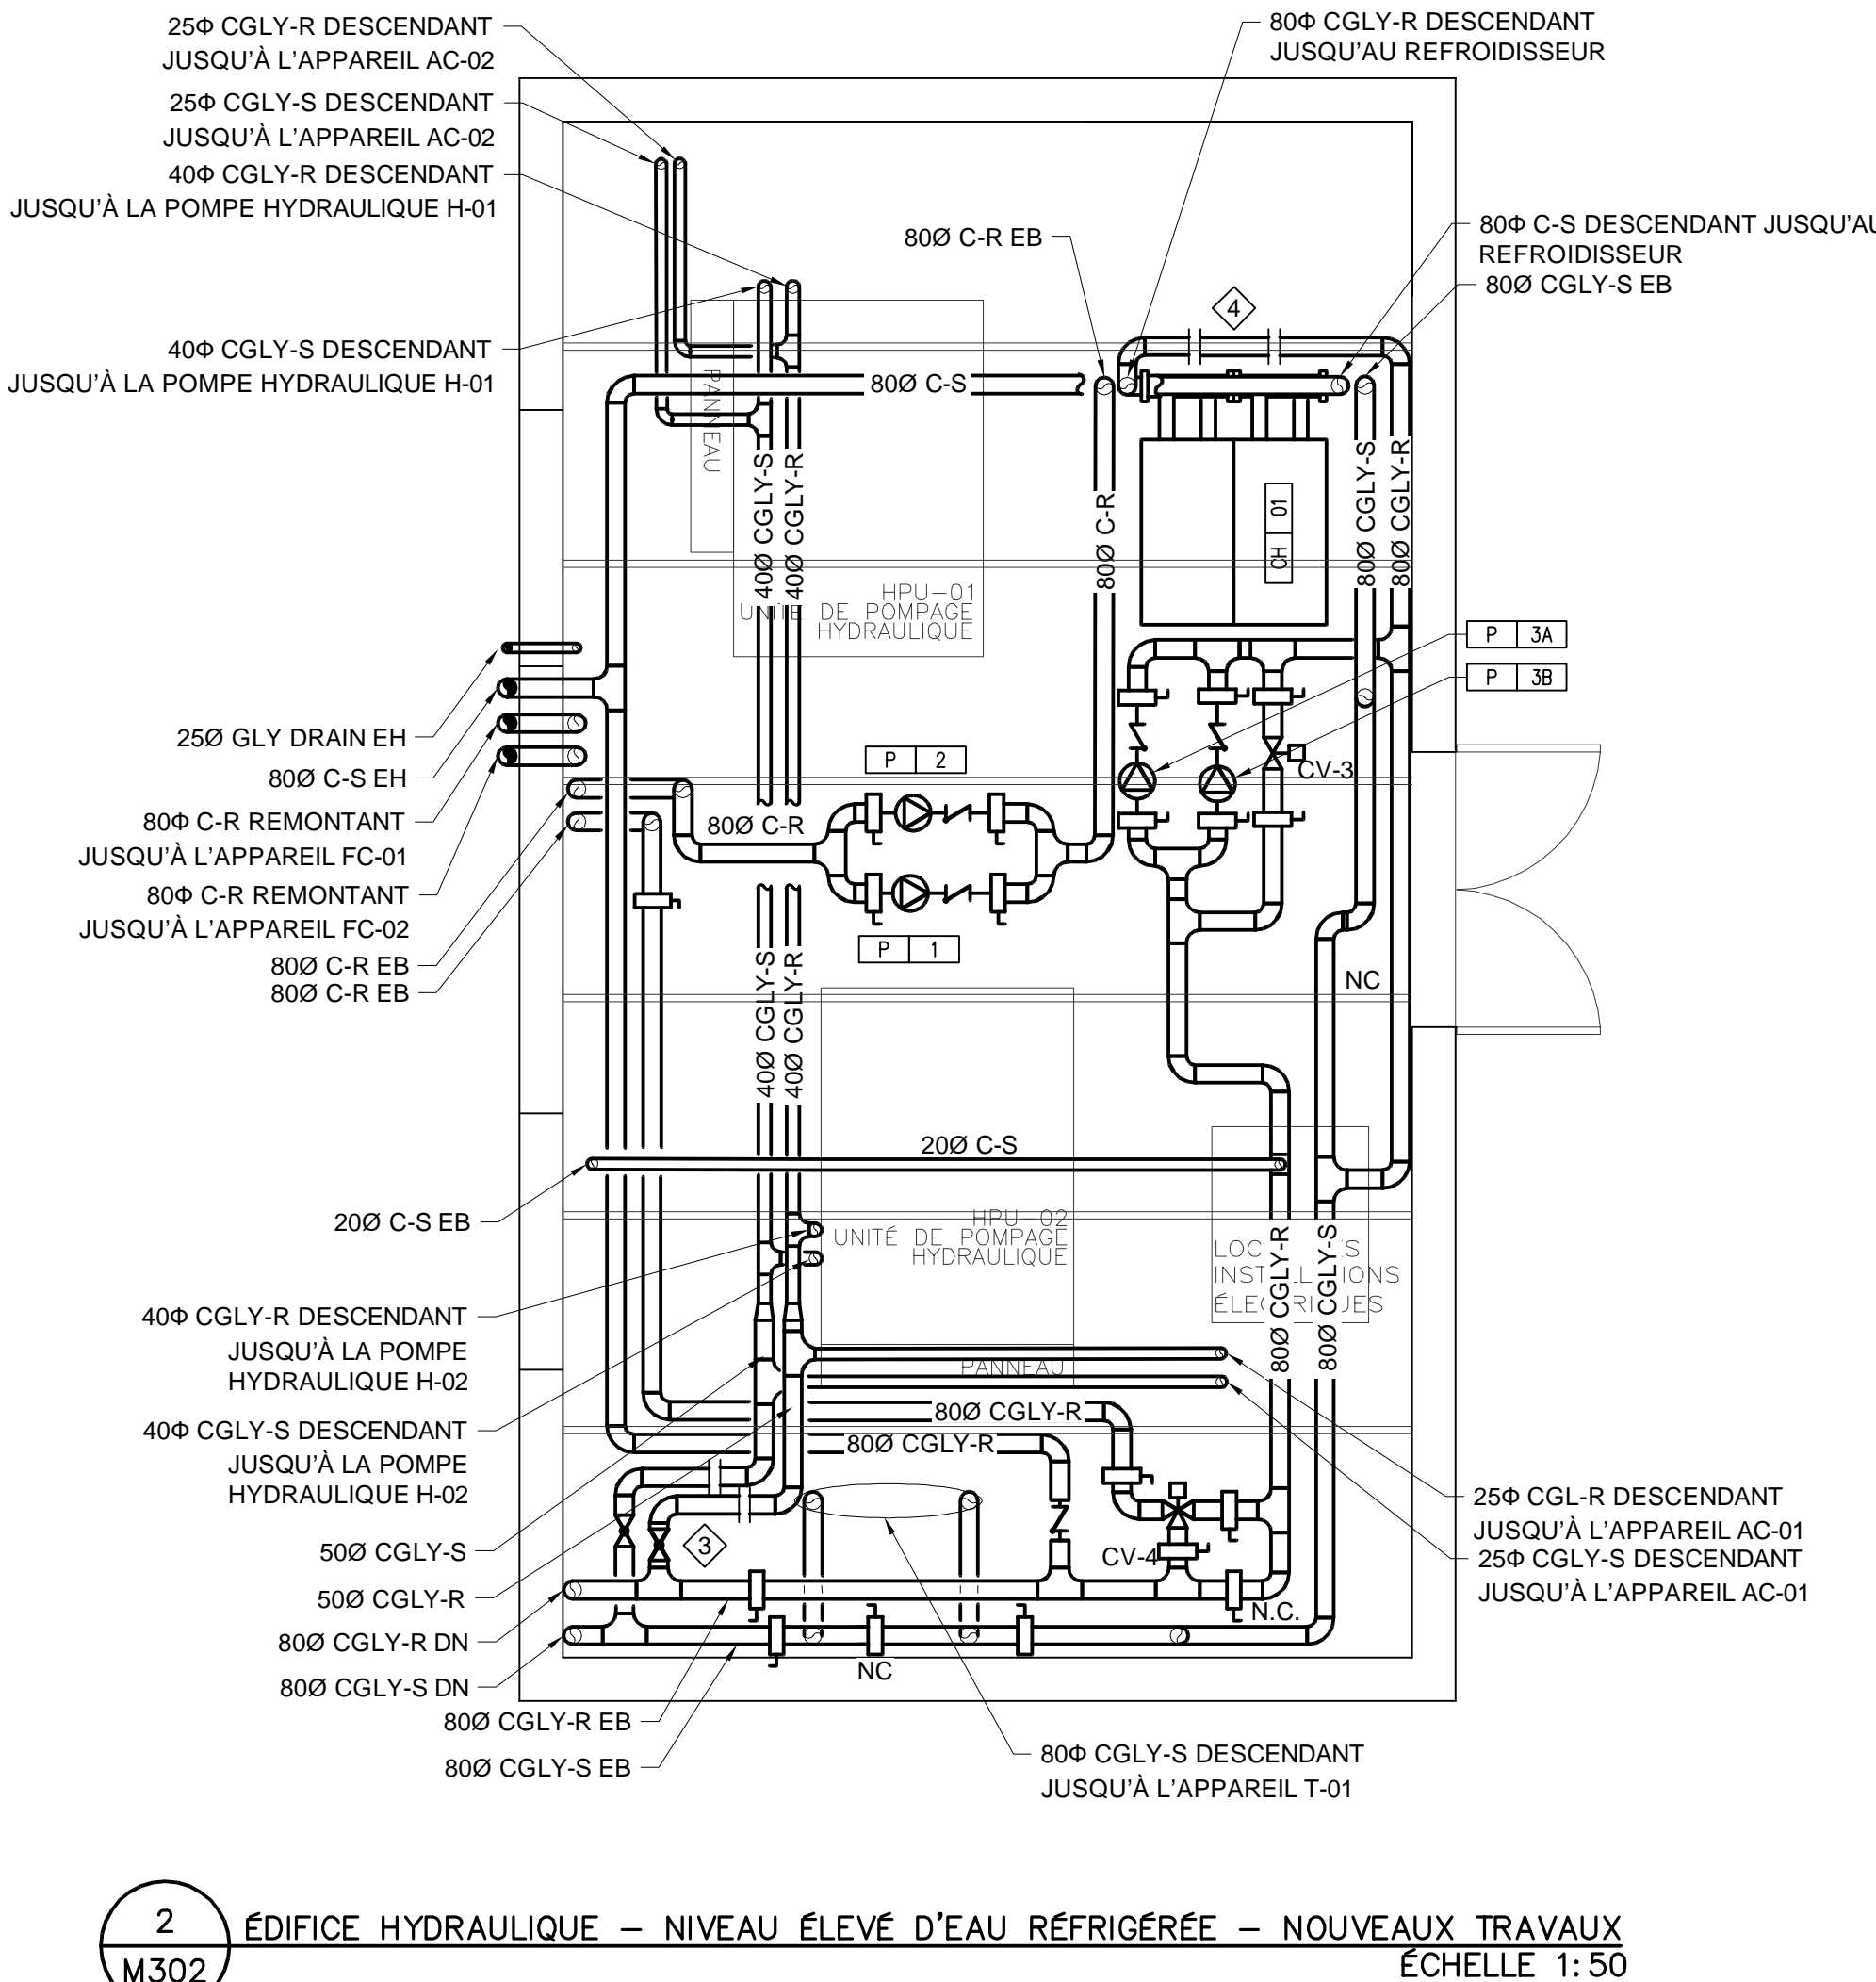 25Φ CGLY-R DESCENDANT
JUSQU'À L'APPAREIL AC-02
25Φ CGLY-S DESCENDANT
JUSQU'À L'APPAREIL AC-02
40Φ CGLY-R DESCENDANT
JUSQU'À LA POMPE HYDRAULIQUE H-01
40Φ CGLY-S DESCENDANT
JUSQU'À LA POMPE HYDRAULIQUE H-01
80Φ CGLY-R DESCENDANT
JUSQU'AU REFROIDISSEUR
80Ø C-R EB
80Φ C-S DESCENDANT JUSQU'AU
REFROIDISSEUR
80Ø CGLY-S EB
4
80Ø C-S
PANNEAU
40Ø CGLY-S
40Ø CGLY-R
80Ø C-R
CH 01
80Ø CGLY-S
80Ø CGLY-R
HPU-01
UNITÉ DE POMPAGE
HYDRAULIQUE
P 3A
P 3B
25Ø GLY DRAIN EH
80Ø C-S EH
80Φ C-R REMONTANT
JUSQU'À L'APPAREIL FC-01
80Φ C-R REMONTANT
JUSQU'À L'APPAREIL FC-02
80Ø C-R EB
80Ø C-R EB
P 2
CV-3
80Ø C-R
P 1
NC
40Ø CGLY-S
40Ø CGLY-R
20Ø C-S
20Ø C-S EB
HPU 02
UNITÉ DE POMPAGE
HYDRAULIQUE
PANNEAU
80Ø CGLY-R
80Ø CGLY-S
40Φ CGLY-R DESCENDANT
JUSQU'À LA POMPE
HYDRAULIQUE H-02
40Φ CGLY-S DESCENDANT
JUSQU'À LA POMPE
HYDRAULIQUE H-02
80Ø CGLY-R
80Ø CGLY-R
25Φ CGL-R DESCENDANT
JUSQU'À L'APPAREIL AC-01
25Φ CGLY-S DESCENDANT
JUSQU'À L'APPAREIL AC-01
3
CV-4
N.C.
NC
50Ø CGLY-S
50Ø CGLY-R
80Ø CGLY-R DN
80Ø CGLY-S DN
80Ø CGLY-R EB
80Ø CGLY-S EB
80Φ CGLY-S DESCENDANT
JUSQU'À L'APPAREIL T-01
2
M302
ÉDIFICE HYDRAULIQUE – NIVEAU ÉLEVÉ D'EAU RÉFRIGÉRÉE – NOUVEAUX TRAVAUX
ÉCHELLE 1:50